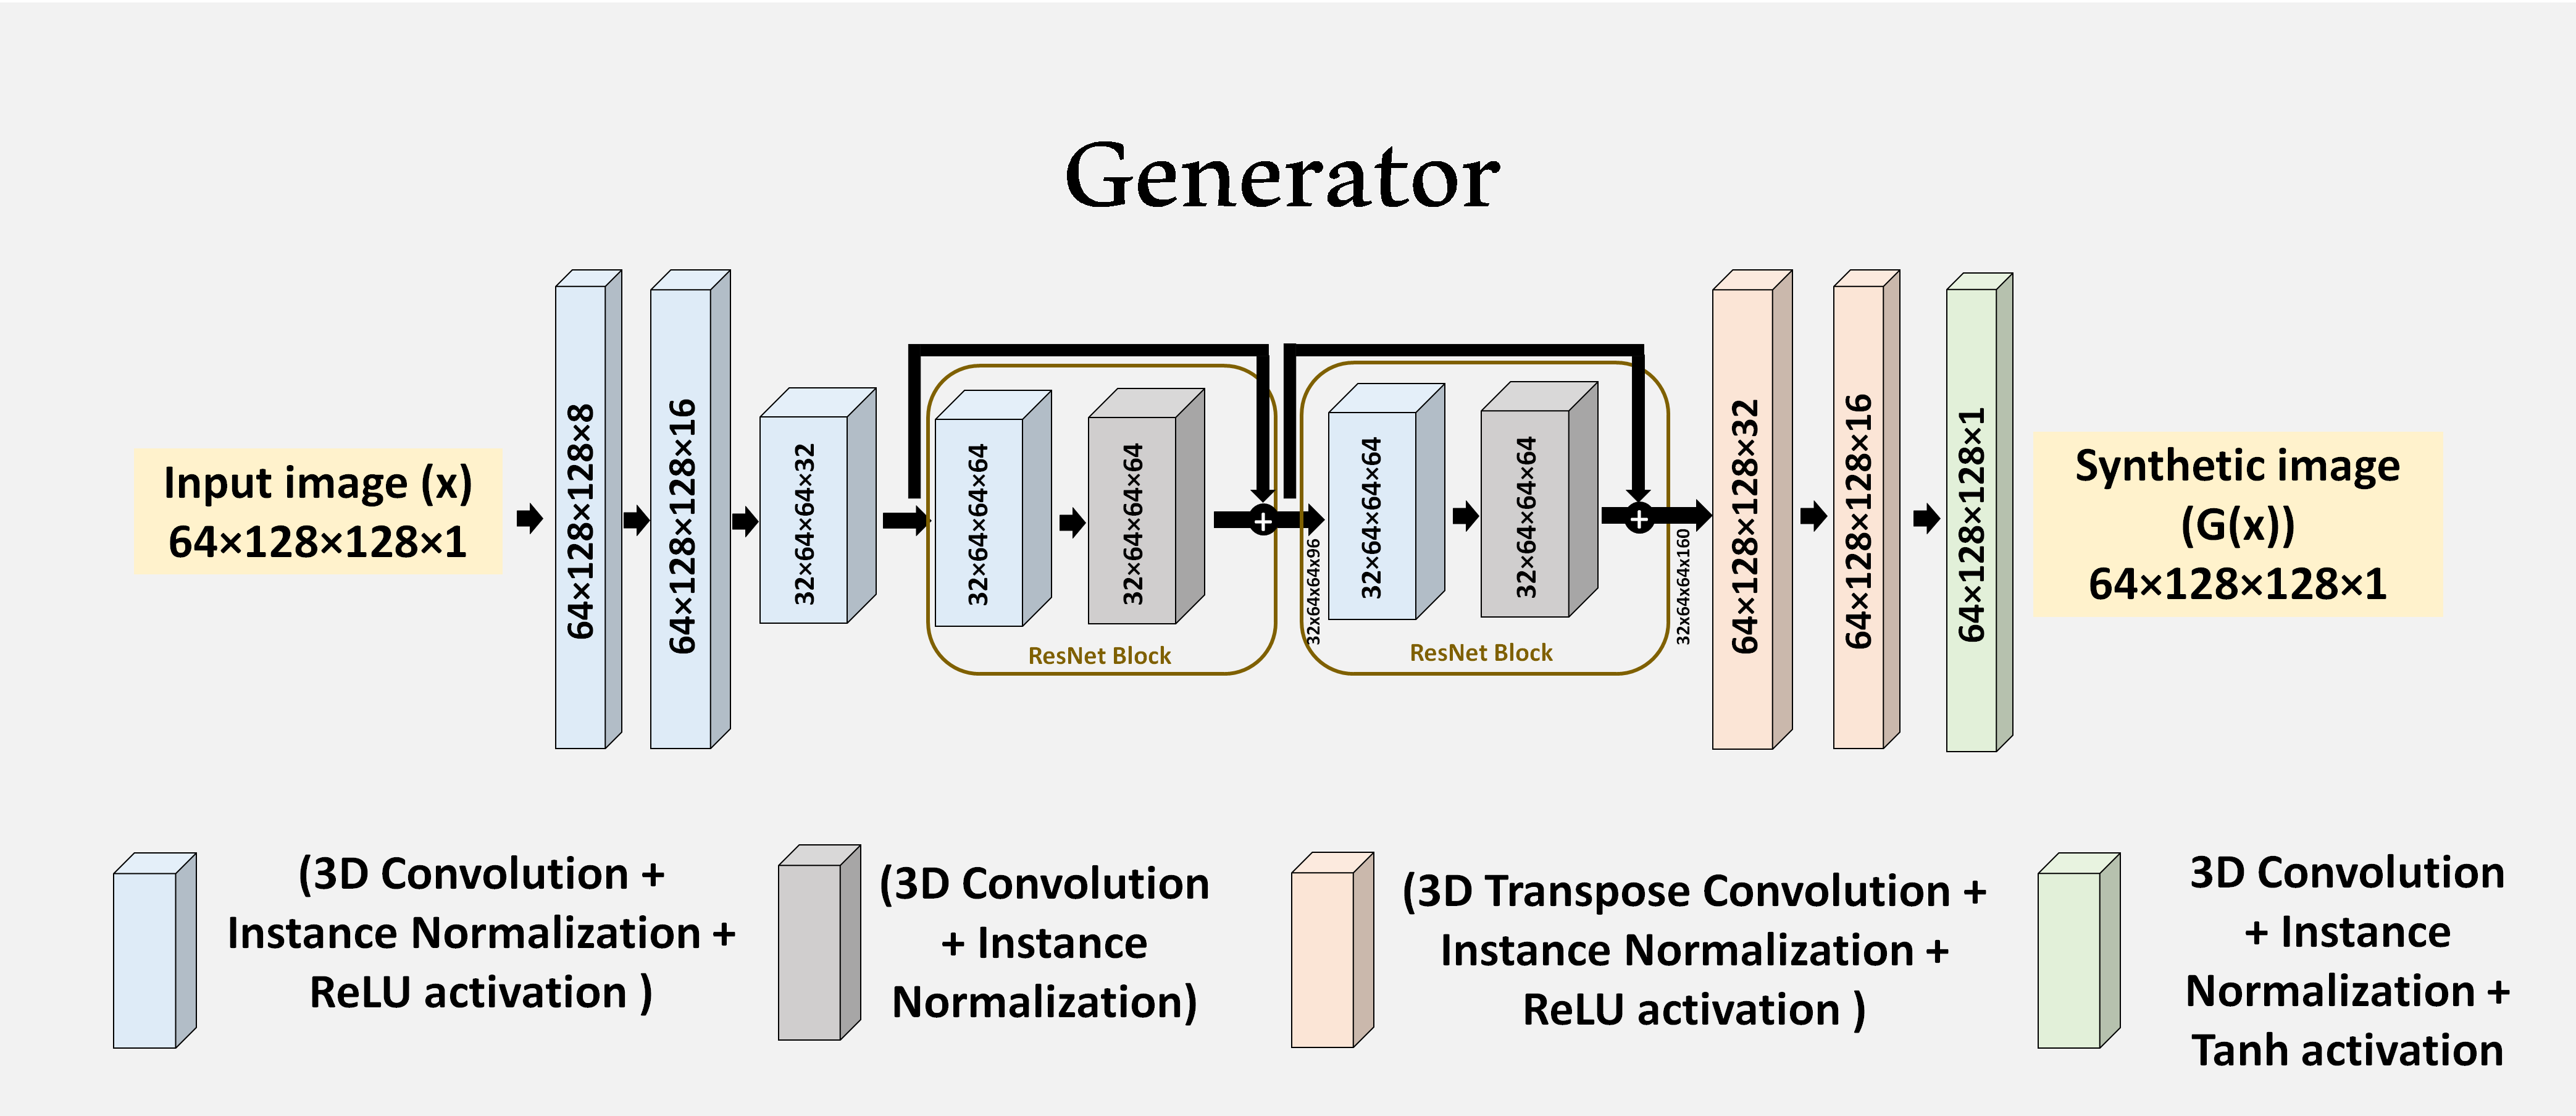 Generator
Input image (x)
64×128×128×1
64×128×128×8
64×128×128×16
32×64×64×32
32×64×64×64
32×64×64×64
ResNet Block
+
32x64x64x96
32×64×64×64
32×64×64×64
ResNet Block
+
32x64x64x160
64×128×128×32
64×128×128×16
64×128×128×1
Synthetic image
(G(x))
64×128×128×1
(3D Convolution +
Instance Normalization +
ReLU activation )
(3D Convolution
+ Instance
Normalization)
(3D Transpose Convolution +
Instance Normalization +
ReLU activation )
3D Convolution
+ Instance
Normalization +
Tanh activation